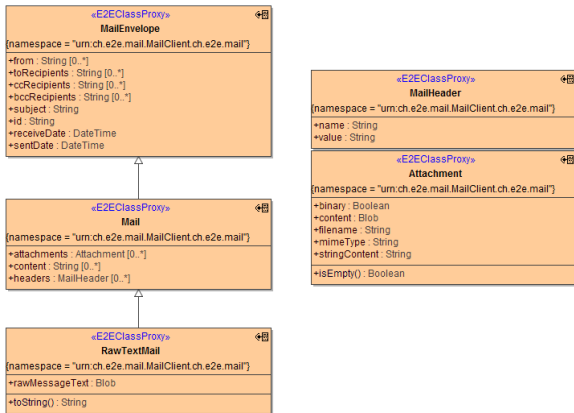 «E2EClassProxy»
MailEnvelope
{namespace = "urn:ch.e2e.mail.MailClient.ch.e2e.mail"}
+from : String [0..*]
+toRecipients : String [0..*]
+ccRecipients : String [0..*]
+bccRecipients : String [0..*]
+subject : String
+id : String
+receiveDate : DateTime
+sentDate : DateTime
«E2EClassProxy»
Mail
{namespace = "urn:ch.e2e.mail.MailClient.ch.e2e.mail"}
+attachments : Attachment [0..*]
+content : String [0..*]
+headers : MailHeader [0..*]
«E2EClassProxy»
RawTextMail
{namespace = "urn:ch.e2e.mail.MailClient.ch.e2e.mail"}
+rawMessageText : Blob
+toString() : String
«E2EClassProxy»
MailHeader
{namespace = "urn:ch.e2e.mail.MailClient.ch.e2e.mail"}
+name : String
+value : String
«E2EClassProxy»
Attachment
{namespace = "urn:ch.e2e.mail.MailClient.ch.e2e.mail"}
+binary : Boolean
+content : Blob
+filename : String
+mimeType : String
+stringContent : String
+isEmpty() : Boolean